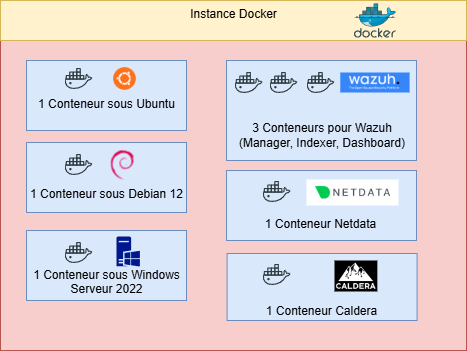 Instance Docker
docker
1 Conteneur sous Ubuntu
1 Conteneur sous Debian 12
1 Conteneur sous Windows
Serveur 2022
wazuh.
The Open Source Security Platform
3 Conteneurs pour Wazuh
(Manager, Indexer, Dashboard)
NETDATA
1 Conteneur Netdata
CALDERA
1 Conteneur Caldera